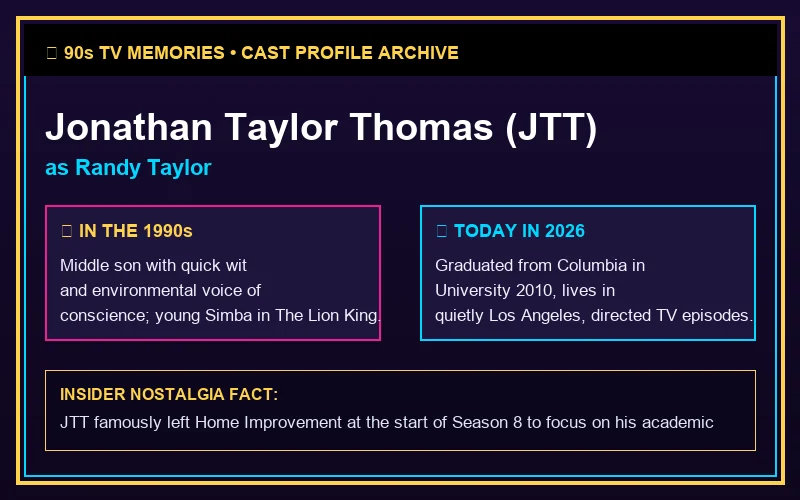 90s TV MEMORIES • CAST PROFILE ARCHIVE
Jonathan Taylor Thomas (JTT)
as Randy Taylor
IN THE 1990s
Middle son with quick wit
and environmental voice of
conscience; young Simba in The Lion King.
TODAY IN 2026
Graduated from Columbia in
University 2010, lives in
quietly Los Angeles, directed TV episodes.
INSIDER NOSTALGIA FACT:
JTT famously left Home Improvement at the start of Season 8 to focus on his academic